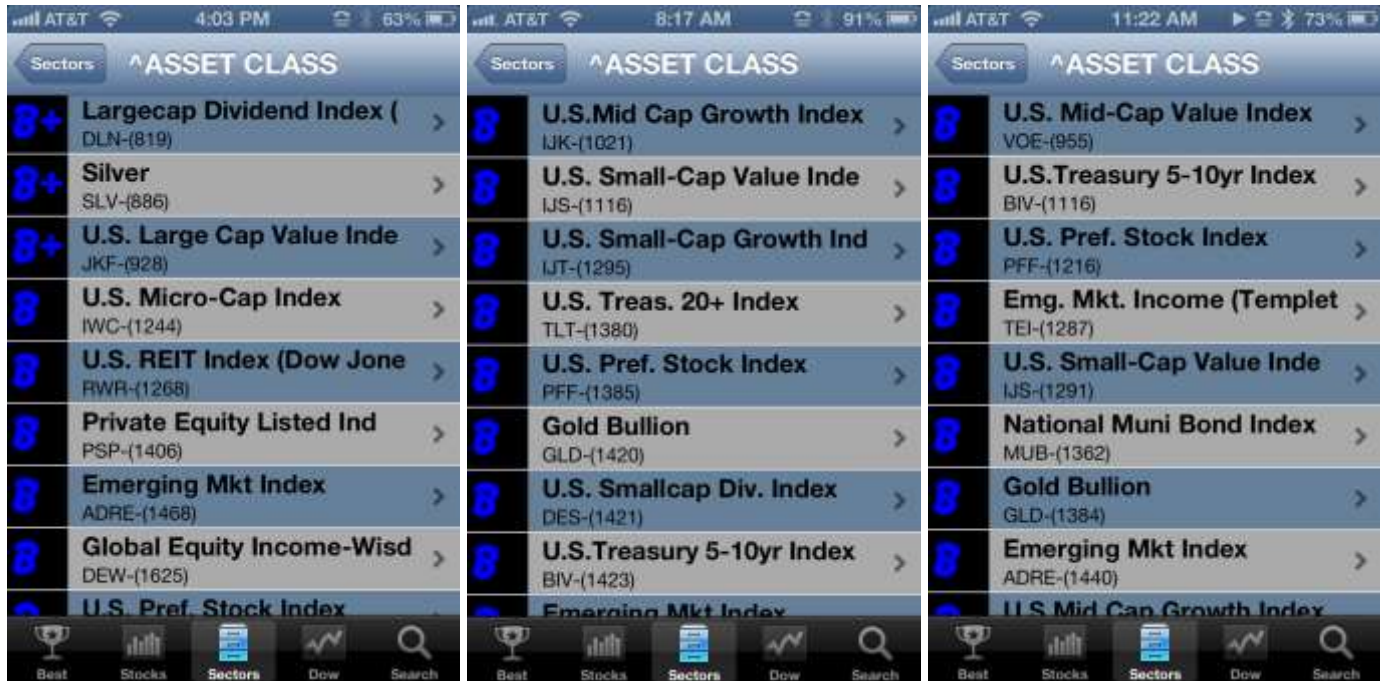 AT&T 4:03 PM 63%
Sectors ^ASSET CLASS
8+ Largecap Dividend Index (
DLN-(819)
8+ Silver
SLV-(886)
8+ U.S. Large Cap Value Inde
JKF-(928)
8 U.S. Micro-Cap Index
IWC-(1244)
8 U.S. REIT Index (Dow Jone
RWR-(1268)
8 Private Equity Listed Ind
PSP-(1406)
8 Emerging Mkt Index
ADRE-(1468)
8 Global Equity Income-Wisd
DEW-(1625)
U.S. Pref. Stock Index
Best Stocks Sectors Dow Search
AT&T 8:17 AM 91%
Sectors ^ASSET CLASS
8 U.S.Mid Cap Growth Index
IJK-(1021)
8 U.S. Small-Cap Value Inde
IJS-(1116)
8 U.S. Small-Cap Growth Ind
IJT-(1295)
8 U.S. Treas. 20+ Index
TLT-(1380)
8 U.S. Pref. Stock Index
PFF-(1385)
8 Gold Bullion
GLD-(1420)
8 U.S. Smallcap Div. Index
DES-(1421)
8 U.S.Treasury 5-10yr Index
BIV-(1423)
Emerging Mkt Index
Best Stocks Sectors Dow Search
AT&T 11:22 AM 73%
Sectors ^ASSET CLASS
8 U.S. Mid-Cap Value Index
VOE-(955)
8 U.S.Treasury 5-10yr Index
BIV-(1116)
8 U.S. Pref. Stock Index
PFF-(1216)
8 Emg. Mkt. Income (Templet
TEI-(1287)
8 U.S. Small-Cap Value Inde
IJS-(1291)
8 National Muni Bond Index
MUB-(1362)
8 Gold Bullion
GLD-(1384)
8 Emerging Mkt Index
ADRE-(1440)
U.S.Mid Cap Growth Index
Best Stocks Sectors Dow Search